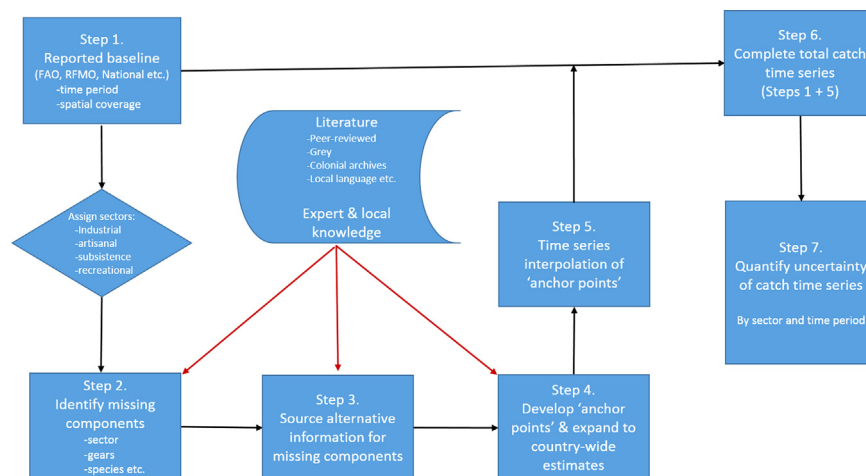 Step 1.
Reported baseline
(FAO, RFMO, National etc.)
-time period
-spatial coverage
Assign sectors:
-Industrial
-artisanal
-subsistence
-recreational
Step 2.
Identify missing
components
-sector
-gears
-species etc.
Literature
-Peer-reviewed
-Grey
-Colonial archives
-Local language etc.
Expert & local
knowledge
Step 3.
Source alternative
information for
missing components
Step 4.
Develop ‘anchor
points’ & expand to
country-wide
estimates
Step 5.
Time series
interpolation of
‘anchor points’
Step 6.
Complete total catch
time series
(Steps 1 + 5)
Step 7.
Quantify uncertainty
of catch time series
By sector and time period